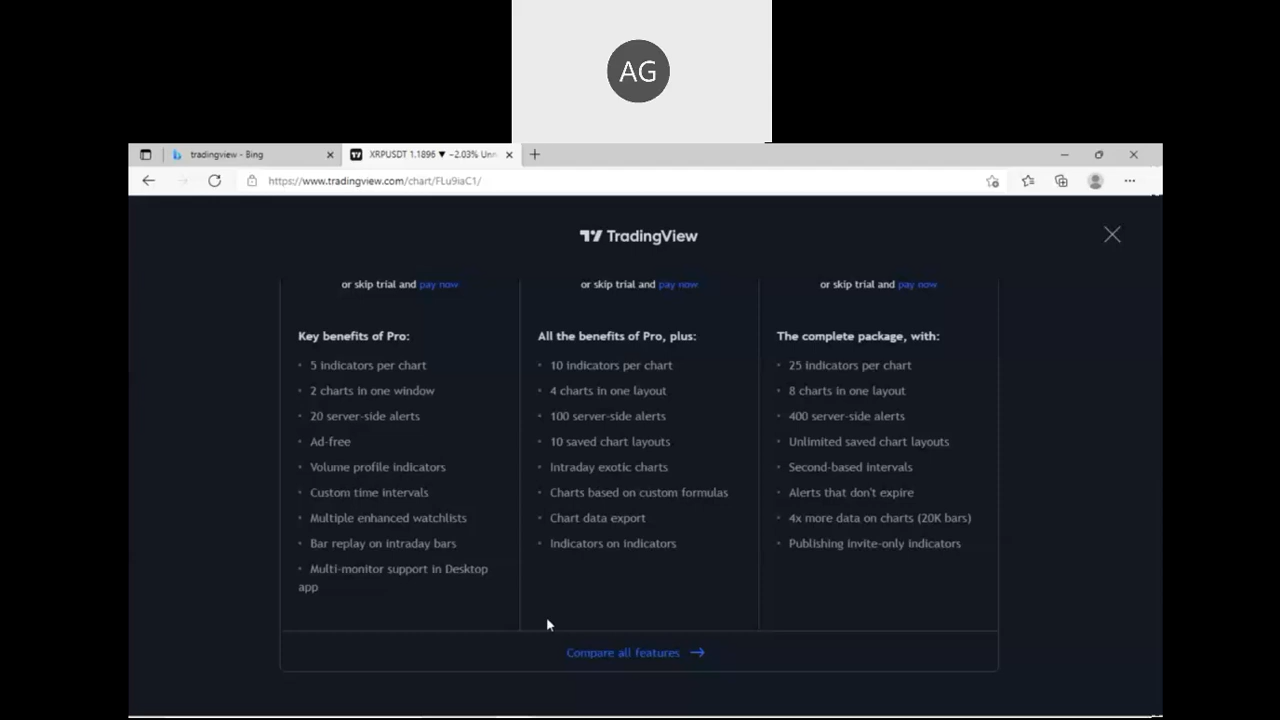 AG
tradingview - Bing
XRPUSDT 1.1896 ▼ −2.03% Unn
https://www.tradingview.com/chart/FLu9iaC1/
TradingView
or skip trial and pay now
or skip trial and pay now
or skip trial and pay now
Key benefits of Pro:
• 5 indicators per chart
• 2 charts in one window
• 20 server-side alerts
• Ad-free
• Volume profile indicators
• Custom time intervals
• Multiple enhanced watchlists
• Bar replay on intraday bars
• Multi-monitor support in Desktop
app
All the benefits of Pro, plus:
• 10 indicators per chart
• 4 charts in one layout
• 100 server-side alerts
• 10 saved chart layouts
• Intraday exotic charts
• Charts based on custom formulas
• Chart data export
• Indicators on indicators
The complete package, with:
• 25 indicators per chart
• 8 charts in one layout
• 400 server-side alerts
• Unlimited saved chart layouts
• Second-based intervals
• Alerts that don't expire
• 4x more data on charts (20K bars)
• Publishing invite-only indicators
Compare all features →